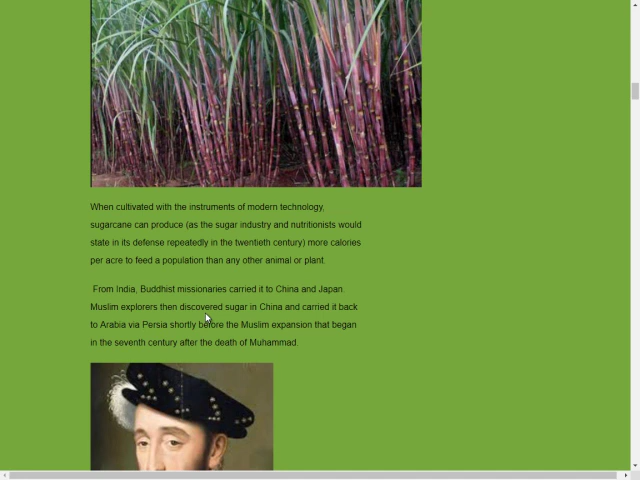 When cultivated with the instruments of modern technology,
sugarcane can produce (as the sugar industry and nutritionists would
state in its defense repeatedly in the twentieth century) more calories
per acre to feed a population than any other animal or plant.
From India, Buddhist missionaries carried it to China and Japan.
Muslim explorers then discovered sugar in China and carried it back
to Arabia via Persia shortly before the Muslim expansion that began
in the seventh century after the death of Muhammad.